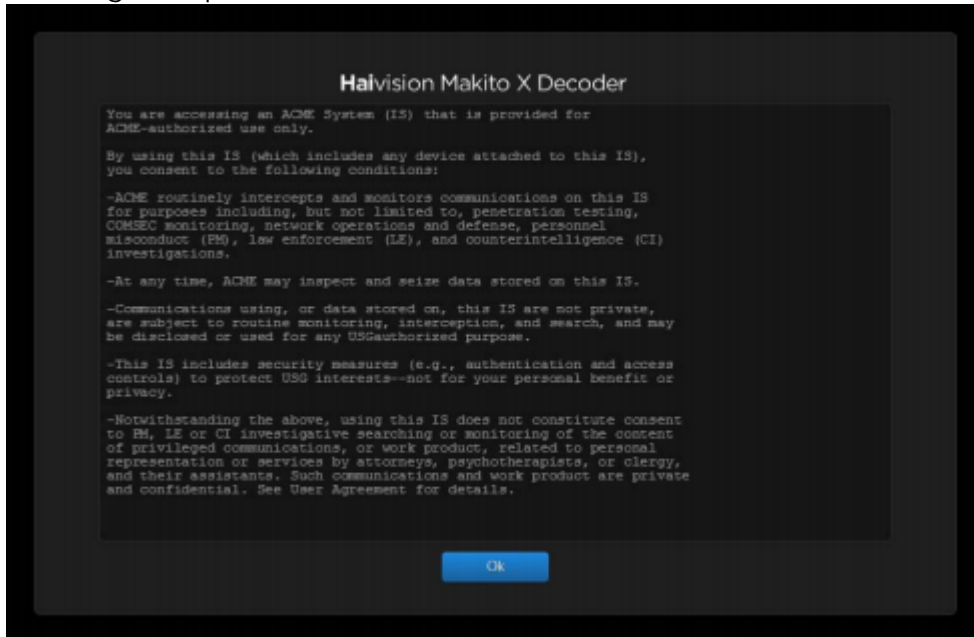 Haivision Makito X Decoder
You are accessing an ACME System (IS) that is provided for
ACME-authorized use only.
By using this IS (which includes any device attached to this IS),
you consent to the following conditions:
-ACME routinely intercepts and monitors communications on this IS
for purposes including, but not limited to, penetration testing,
COMSEC monitoring, network operations and defense, personnel
misconduct (PM), law enforcement (LE), and counterintelligence (CI)
investigations.
-At any time, ACME may inspect and seize data stored on this IS.
-Communications using, or data stored on, this IS are not private,
are subject to routine monitoring, interception, and search, and may
be disclosed or used for any USGauthorized purpose.
-This IS includes security measures (e.g., authentication and access
controls) to protect USG interests--not for your personal benefit or
privacy.
-Notwithstanding the above, using this IS does not constitute consent
to PM, LE or CI investigative searching or monitoring of the content
of privileged communications, or work product, related to personal
representation or services by attorneys, psychotherapists, or clergy,
and their assistants. Such communications and work product are private
and confidential. See User Agreement for details.
Ok